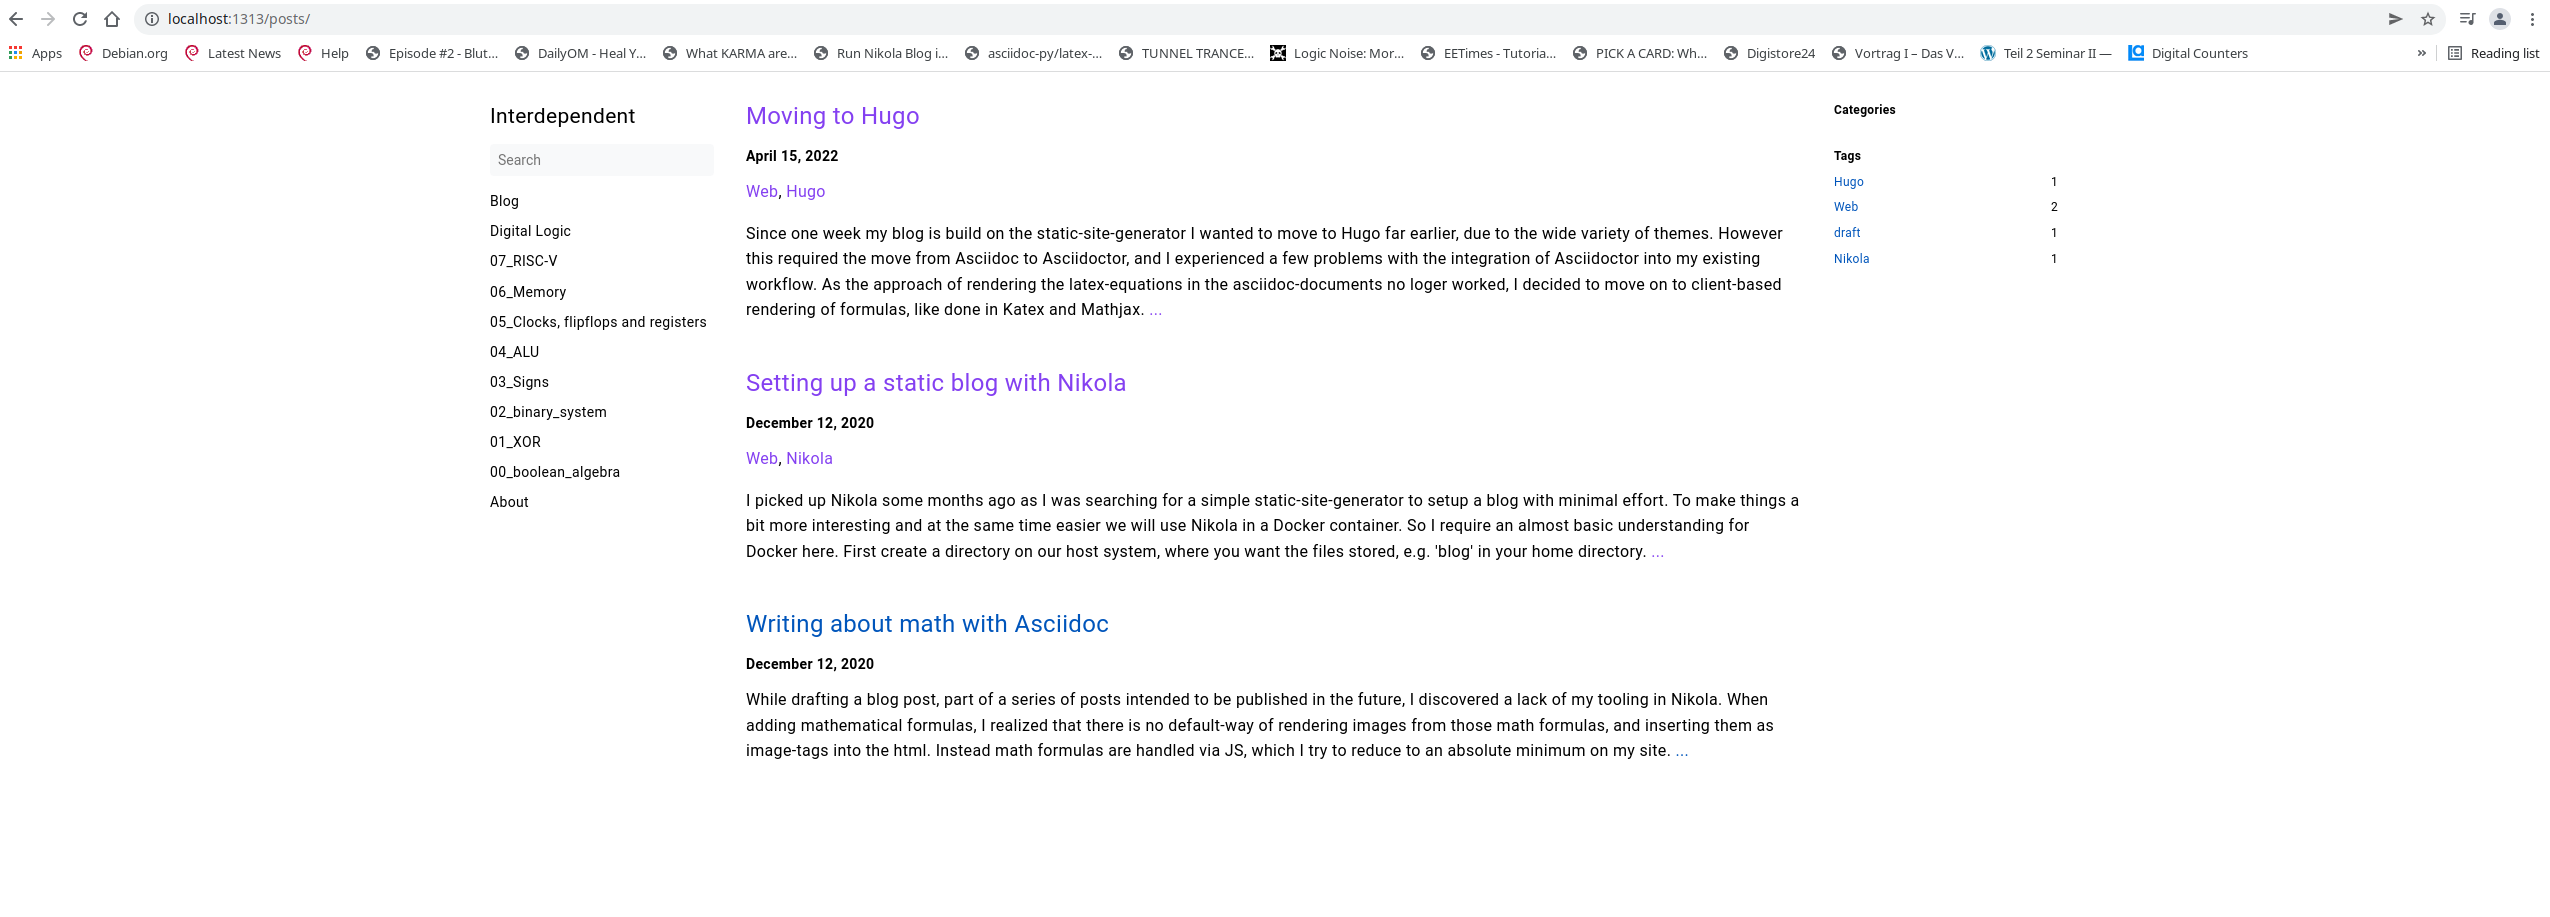 localhost:1313/posts/
Apps Debian.org Latest News Help Episode #2 - Blut... DailyOM - Heal Y... What KARMA are... Run Nikola Blog i... asciidoc-py/latex-... TUNNEL TRANCE... Logic Noise: Mor... EETimes - Tutoria... PICK A CARD: Wh... Digistore24 Vortrag I – Das V... Teil 2 Seminar II — Digital Counters » Reading list
Interdependent
Search
Blog
Digital Logic
07_RISC-V
06_Memory
05_Clocks, flipflops and registers
04_ALU
03_Signs
02_binary_system
01_XOR
00_boolean_algebra
About
Moving to Hugo
April 15, 2022
Web, Hugo
Since one week my blog is build on the static-site-generator I wanted to move to Hugo far earlier, due to the wide variety of themes. However
this required the move from Asciidoc to Asciidoctor, and I experienced a few problems with the integration of Asciidoctor into my existing
workflow. As the approach of rendering the latex-equations in the asciidoc-documents no loger worked, I decided to move on to client-based
rendering of formulas, like done in Katex and Mathjax. ...
Setting up a static blog with Nikola
December 12, 2020
Web, Nikola
I picked up Nikola some months ago as I was searching for a simple static-site-generator to setup a blog with minimal effort. To make things a
bit more interesting and at the same time easier we will use Nikola in a Docker container. So I require an almost basic understanding for
Docker here. First create a directory on our host system, where you want the files stored, e.g. 'blog' in your home directory. ...
Writing about math with Asciidoc
December 12, 2020
While drafting a blog post, part of a series of posts intended to be published in the future, I discovered a lack of my tooling in Nikola. When
adding mathematical formulas, I realized that there is no default-way of rendering images from those math formulas, and inserting them as
image-tags into the html. Instead math formulas are handled via JS, which I try to reduce to an absolute minimum on my site. ...
Categories
Tags
Hugo 1
Web 2
draft 1
Nikola 1